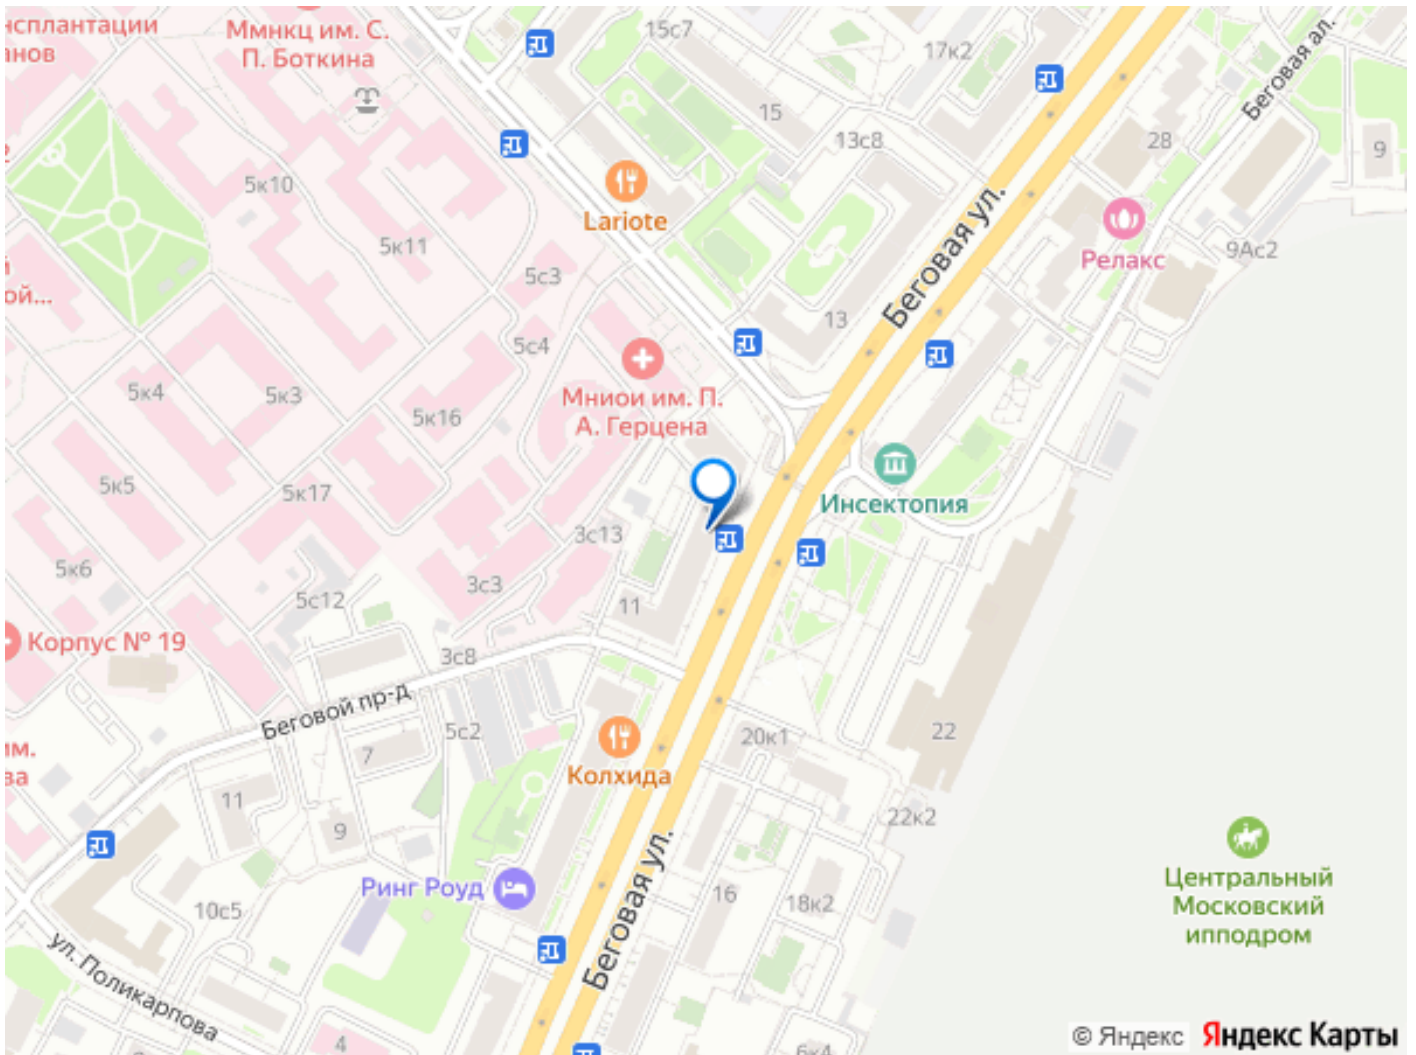 нсплантации
анов
Ммнкц им. С.
П. Боткина
15с7
17к2
Беговая ал.
15
13с8
28
9
5к10
Lariote
5к11
Беговая ул.
Релакс
9Ас2
ой...
5с3
13
5с4
5к4
5к3
Мниои им. П.
А. Герцена
5к16
5к5
5к17
Инсектопия
3с13
5к6
3с3
5с12
11
Корпус № 19
3с8
Беговой пр-д
5с2
7
20к1
22
им.
ва
Колхида
11
9
22к2
Ринг Роуд
Беговая ул.
16
18к2
Центральный
Московский
ипподром
10с5
ул. Поликарпова
4
6к4
© Яндекс Яндекс Карты